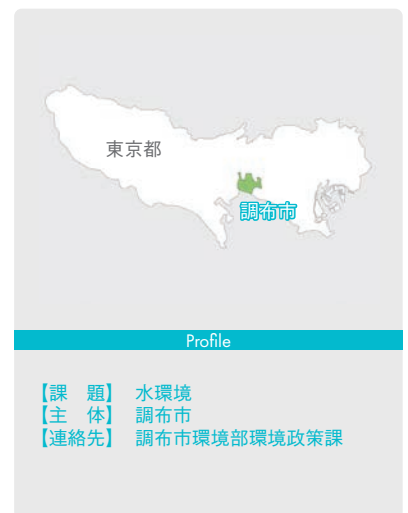 東京都
調布市
Profile
【課　題】　水環境
【主　体】　調布市
【連絡先】　調布市環境部環境政策課